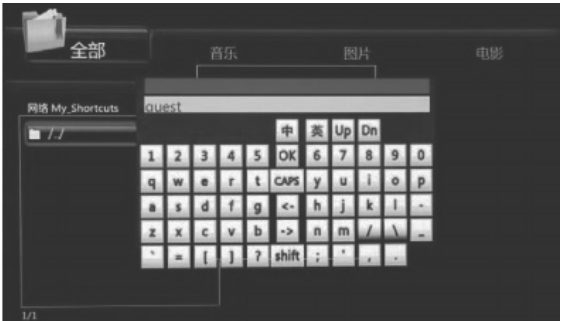 全部 音乐 图片 电影
网络 My_Shortcuts
guest
/../
中 英 Up Dn
1 2 3 4 5 OK 6 7 8 9 0
q w e r t CAPS y u i o p
a s d f g <- h j k l -
z x c v b -> n m / \ _
` = [ ] ? shift ; ' , .
1/1